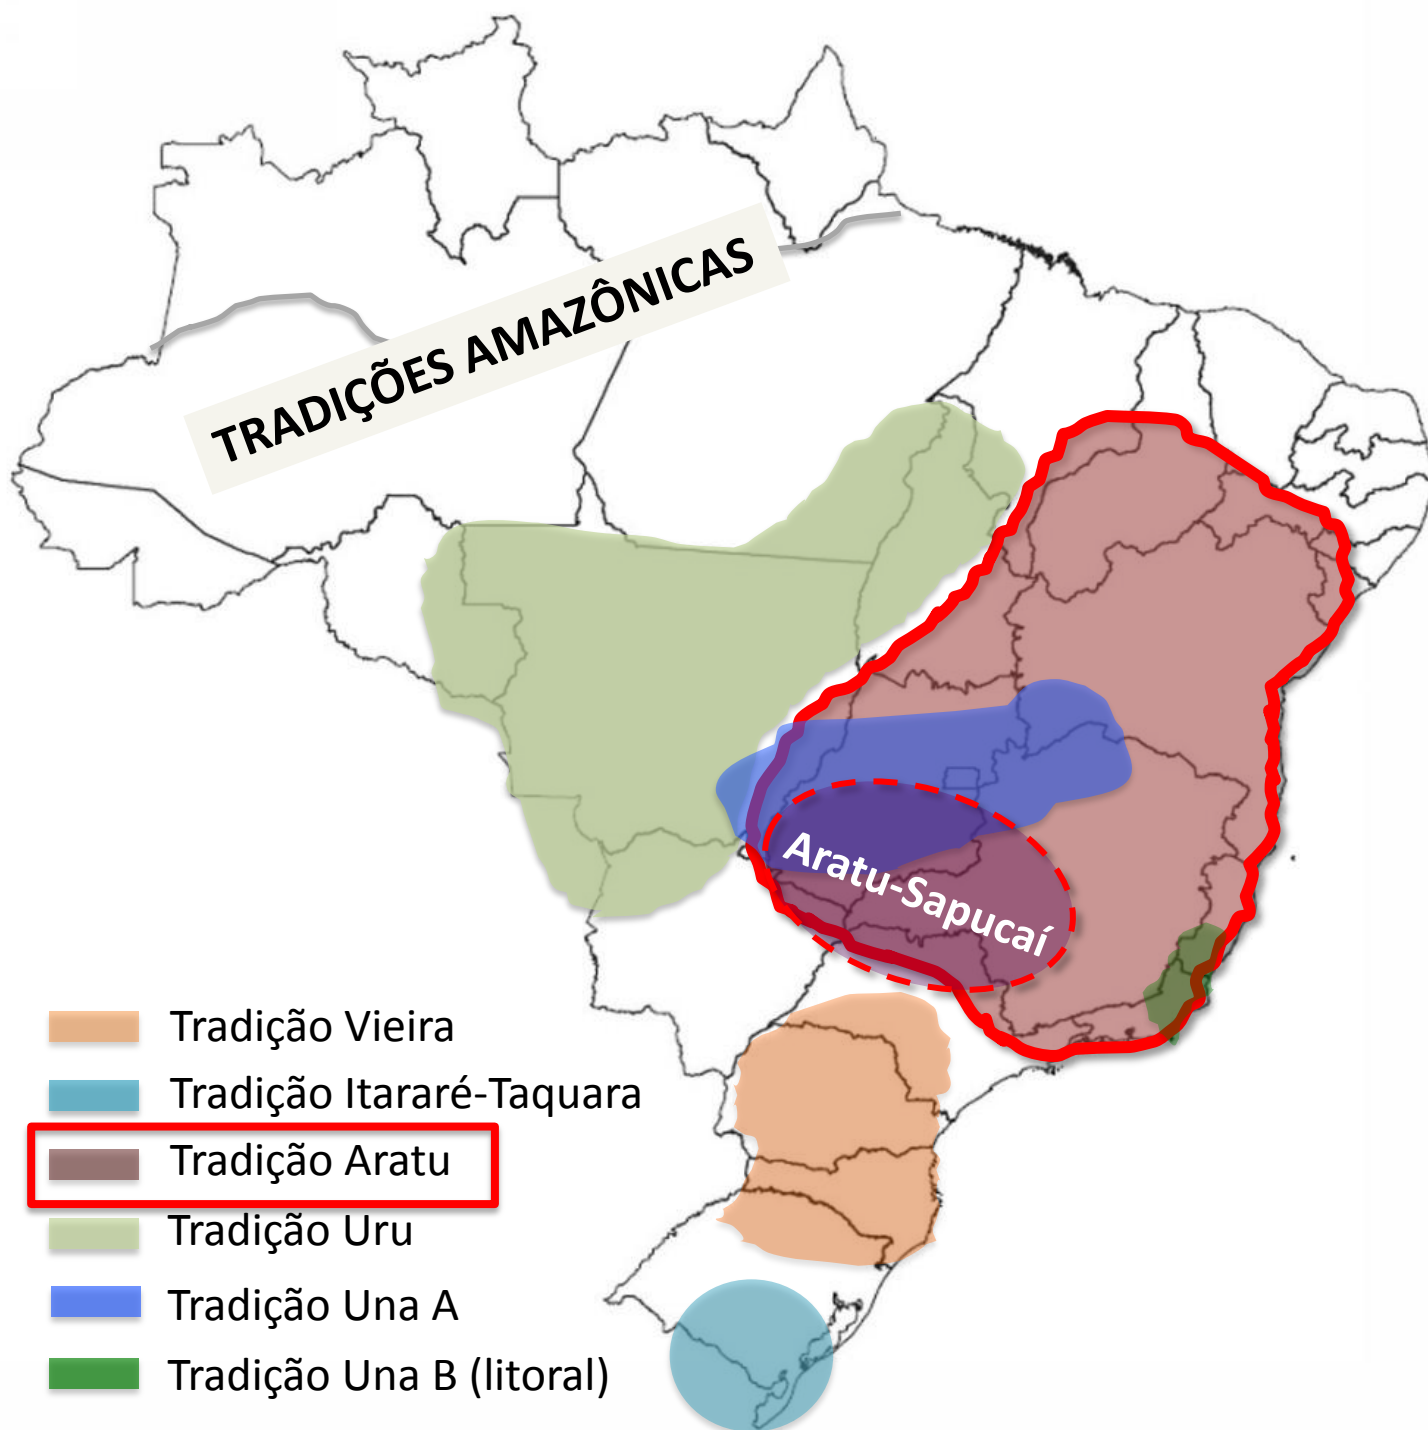 TRADIÇÕES AMAZÔNICAS
Aratu-Sapucaí
Tradição Vieira
Tradição Itararé-Taquara
Tradição Aratu
Tradição Uru
Tradição Una A
Tradição Una B (litoral)